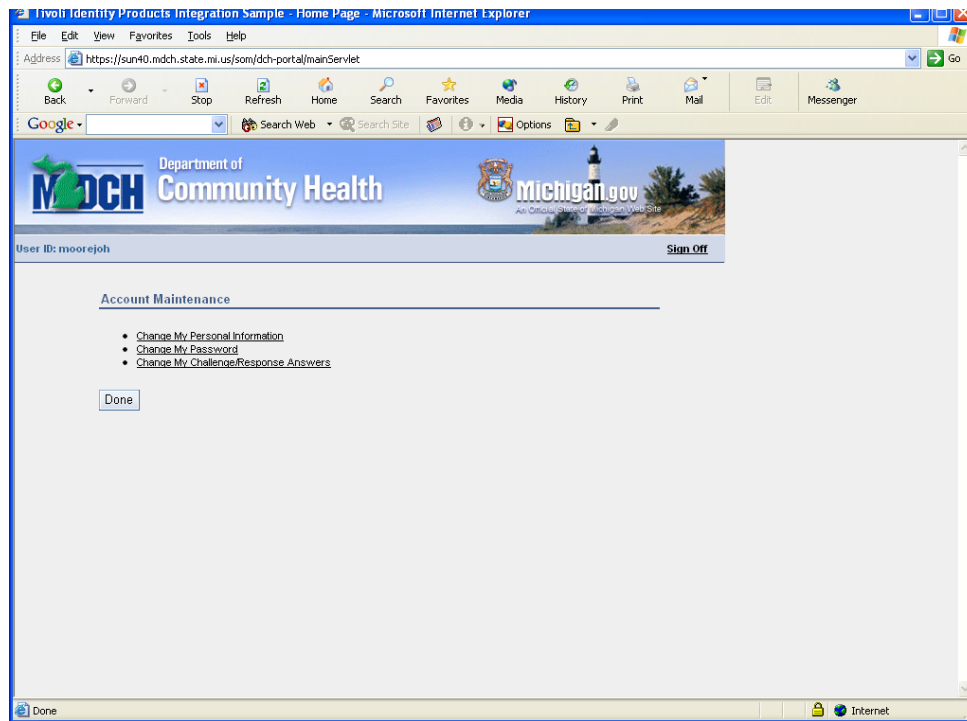 Tivoli Identity Products Integration Sample - Home Page - Microsoft Internet Explorer
File Edit View Favorites Tools Help
Address https://sun40.mdch.state.mi.us/som/dch-portal/mainServlet Go
Back Forward Stop Refresh Home Search Favorites Media History Print Mail Edit Messenger
Google Search Web Search Site Options
MDCH Department of
Community Health
Michigan.gov
An Official State of Michigan Web Site
User ID: moorejoh Sign Off
Account Maintenance
• Change My Personal Information
• Change My Password
• Change My Challenge/Response Answers
Done
Done Internet